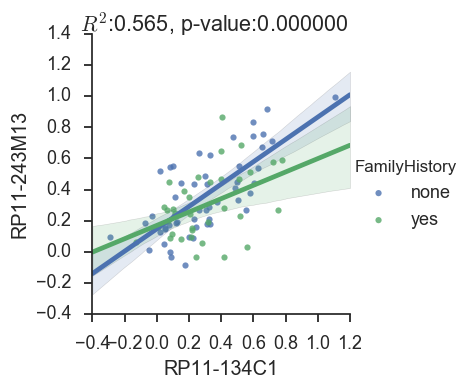 R²:0.565, p-value:0.000000
1.4
1.2
1.0
0.8
0.6
0.4
0.2
0.0
−0.2
−0.4
RP11-243M13
−0.4 −0.2 0.0 0.2 0.4 0.6 0.8 1.0 1.2
RP11-134C1
FamilyHistory
none
yes